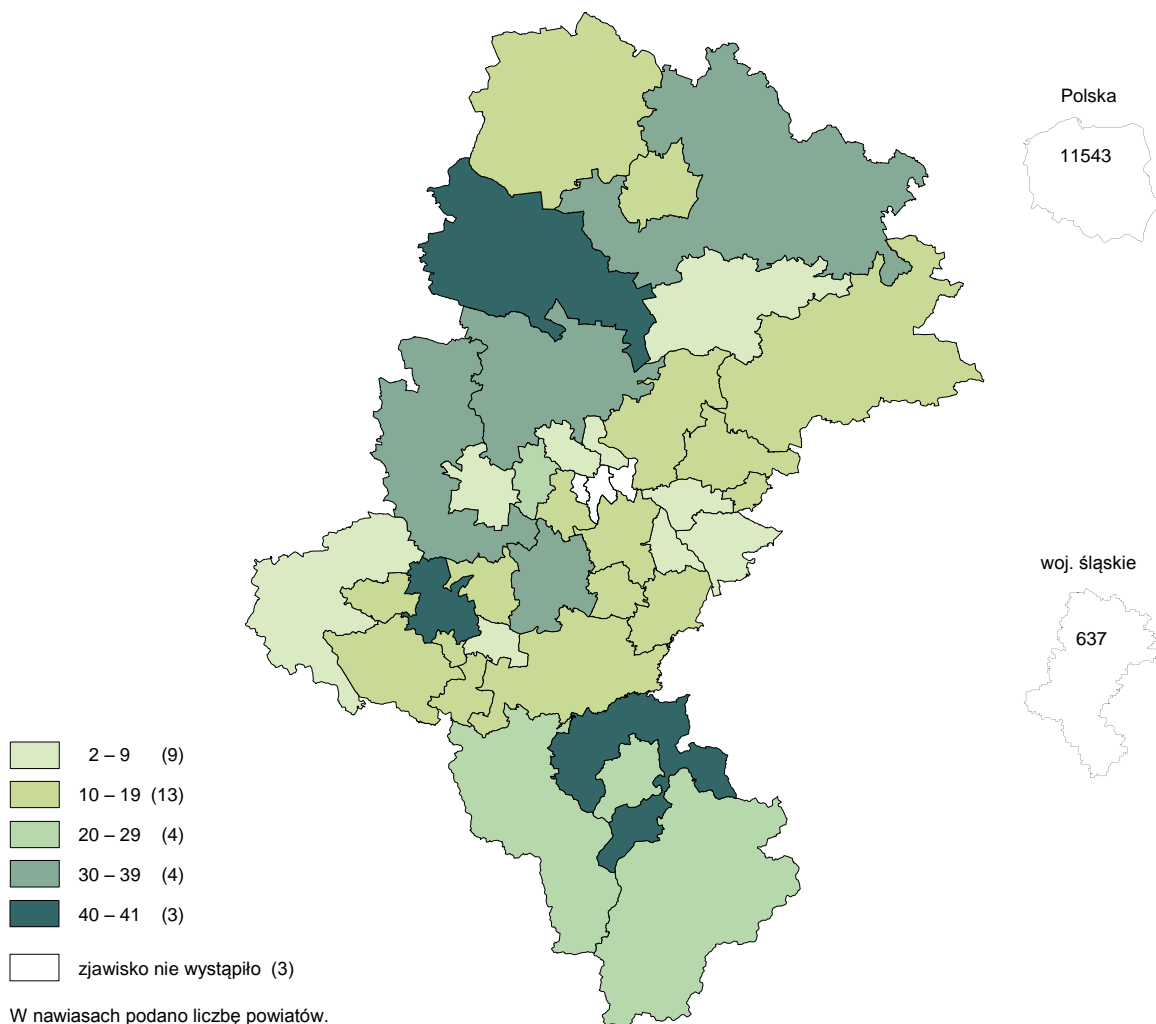 Polska
11543
woj. śląskie
637
2 – 9 (9)
10 – 19 (13)
20 – 29 (4)
30 – 39 (4)
40 – 41 (3)
zjawisko nie wystąpiło (3)
W nawiasach podano liczbę powiatów.